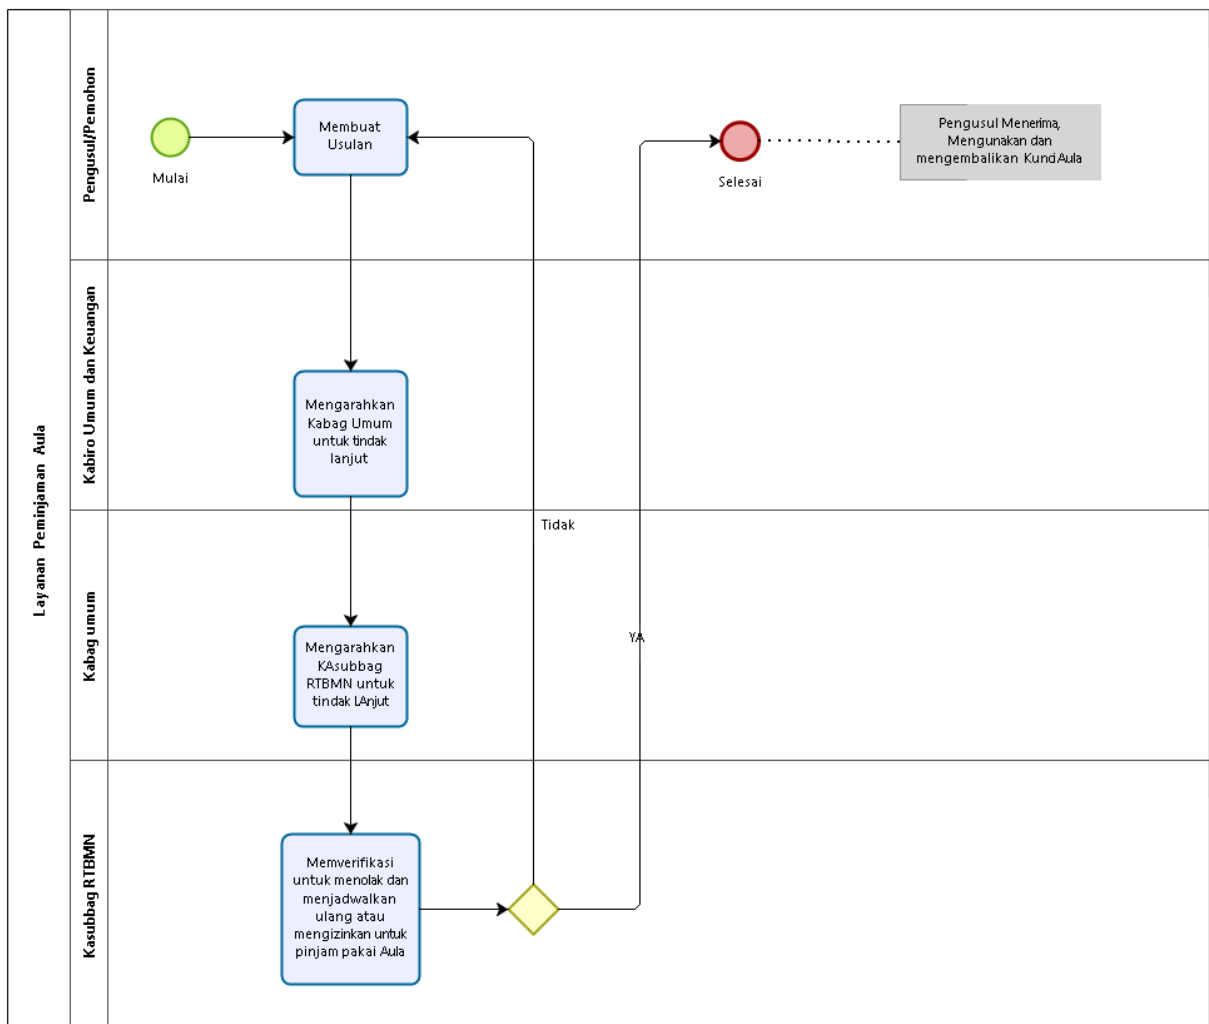 Layanan Peminjaman Aula
Pengusul/Pemohon
Mulai
Membuat
Usulan
Selesai
Pengusul Menerima,
Mengunakan dan
mengembalikan KunciAula
Kabiro Umum dan Keuangan
Mengarahkan
Kabag Umum
untuk tindak
lanjut
Tidak
Kabag umum
YA
Mengarahkan
KAsubbag
RTBMN untuk
tindak LAnjut
Kasubbag RTBMN
Memverifikasi
untuk menolak dan
menjadwalkan
ulang atau
mengizinkan untuk
pinjam pakai Aula